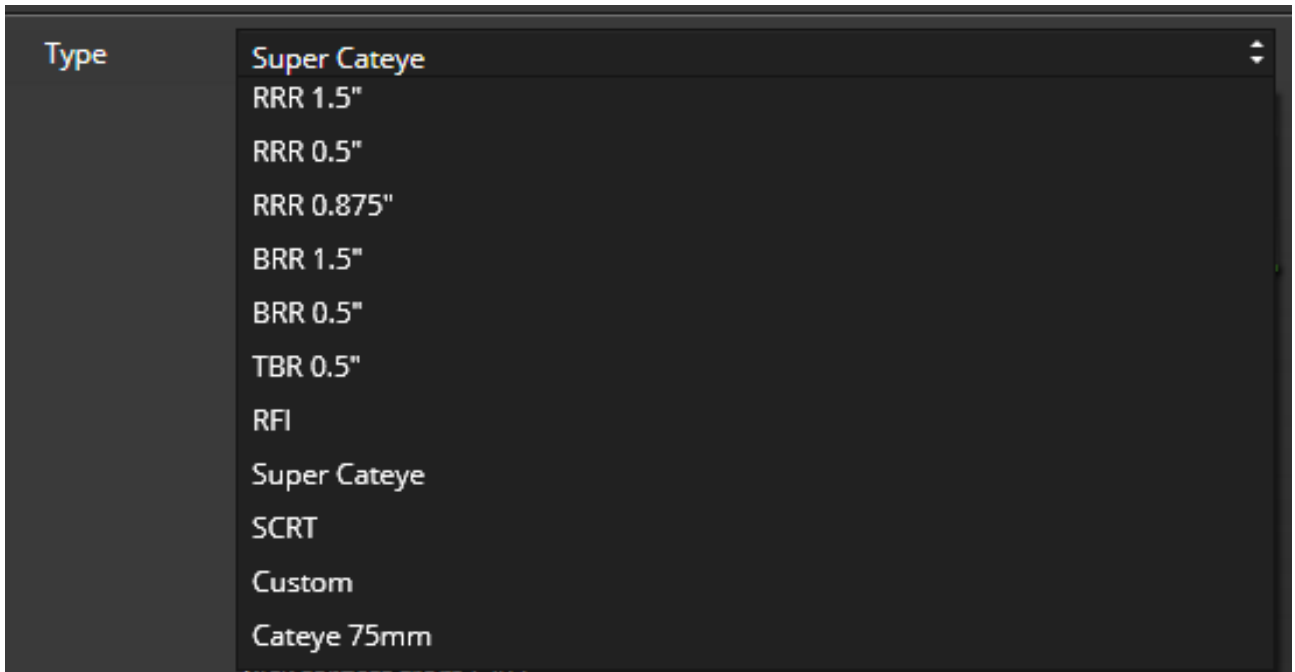 Type
Super Cateye
RRR 1.5"
RRR 0.5"
RRR 0.875"
BRR 1.5"
BRR 0.5"
TBR 0.5"
RFI
Super Cateye
SCRT
Custom
Cateye 75mm